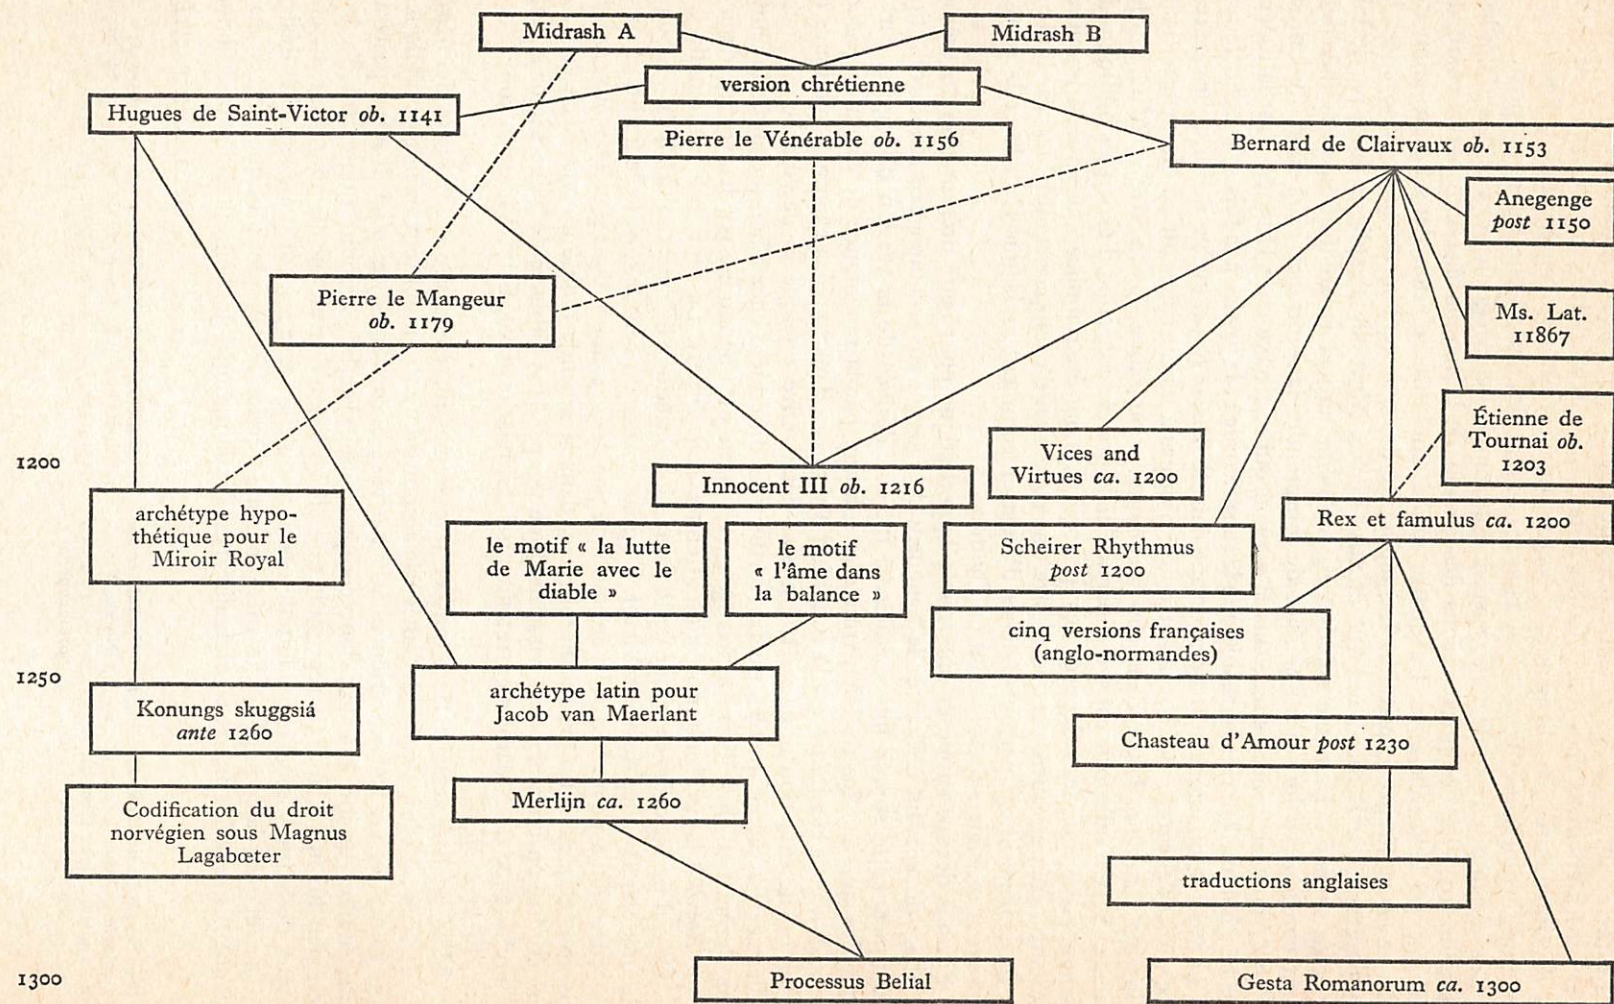 Midrash A
Midrash B
version chrétienne
Hugues de Saint-Victor ob. 1141
Pierre le Vénérable ob. 1156
Bernard de Clairvaux ob. 1153
Anegenge
post 1150
Pierre le Mangeur
ob. 1179
Ms. Lat.
11867
Étienne de
Tournai ob.
1203
Vices and
Virtues ca. 1200
1200
Innocent III ob. 1216
archétype hypo-
thétique pour le
Miroir Royal
Rex et famulus ca. 1200
le motif « la lutte
de Marie avec le
diable »
le motif
« l'âme dans
la balance »
Scheirer Rhythmus
post 1200
cinq versions françaises
(anglo-normandes)
1250
archétype latin pour
Jacob van Maerlant
Konungs skuggsiá
ante 1260
Chasteau d'Amour post 1230
Merlijn ca. 1260
Codification du droit
norvégien sous Magnus
Lagabœter
traductions anglaises
1300
Processus Belial
Gesta Romanorum ca. 1300